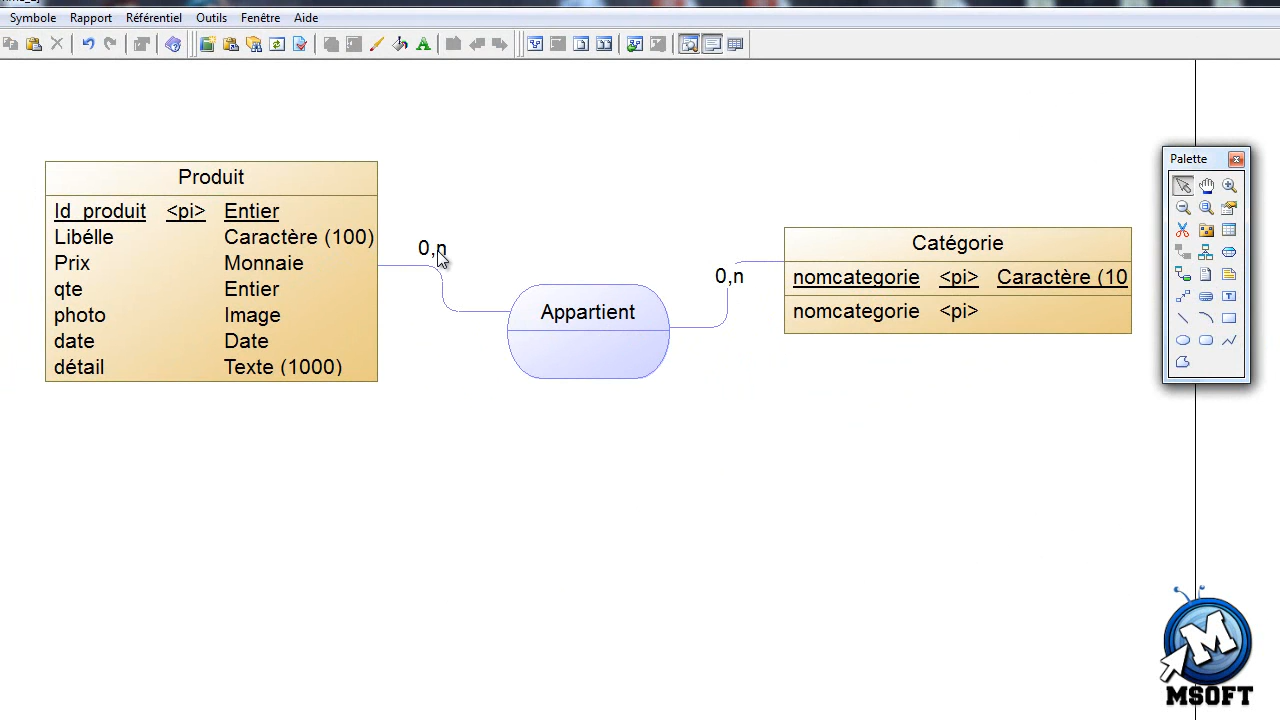 Symbole Rapport Référentiel Outils Fenêtre Aide
Palette
Produit
Id_produit <pi> Entier
Libélle Caractère (100)
Prix Monnaie
qte Entier
photo Image
date Date
détail Texte (1000)
0,n
Appartient
0,n
Catégorie
nomcategorie <pi> Caractère (10
nomcategorie <pi>
M
MSOFT